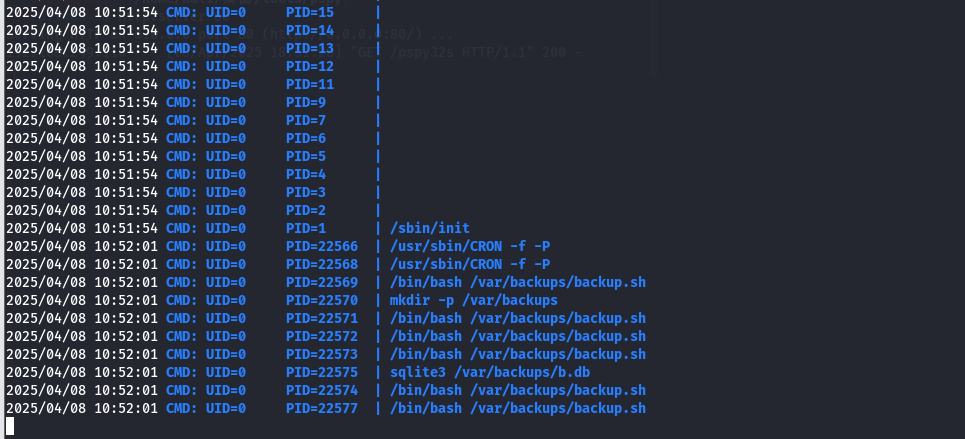 2025/04/08 10:51:54 CMD: UID=0 PID=15 |
2025/04/08 10:51:54 CMD: UID=0 PID=14 |
2025/04/08 10:51:54 CMD: UID=0 PID=13 |
2025/04/08 10:51:54 CMD: UID=0 PID=12 |
2025/04/08 10:51:54 CMD: UID=0 PID=11 |
2025/04/08 10:51:54 CMD: UID=0 PID=9 |
2025/04/08 10:51:54 CMD: UID=0 PID=7 |
2025/04/08 10:51:54 CMD: UID=0 PID=6 |
2025/04/08 10:51:54 CMD: UID=0 PID=5 |
2025/04/08 10:51:54 CMD: UID=0 PID=4 |
2025/04/08 10:51:54 CMD: UID=0 PID=3 |
2025/04/08 10:51:54 CMD: UID=0 PID=2 |
2025/04/08 10:51:54 CMD: UID=0 PID=1 | /sbin/init
2025/04/08 10:52:01 CMD: UID=0 PID=22566 | /usr/sbin/CRON -f -P
2025/04/08 10:52:01 CMD: UID=0 PID=22568 | /usr/sbin/CRON -f -P
2025/04/08 10:52:01 CMD: UID=0 PID=22569 | /bin/bash /var/backups/backup.sh
2025/04/08 10:52:01 CMD: UID=0 PID=22570 | mkdir -p /var/backups
2025/04/08 10:52:01 CMD: UID=0 PID=22571 | /bin/bash /var/backups/backup.sh
2025/04/08 10:52:01 CMD: UID=0 PID=22572 | /bin/bash /var/backups/backup.sh
2025/04/08 10:52:01 CMD: UID=0 PID=22573 | /bin/bash /var/backups/backup.sh
2025/04/08 10:52:01 CMD: UID=0 PID=22575 | sqlite3 /var/backups/b.db
2025/04/08 10:52:01 CMD: UID=0 PID=22574 | /bin/bash /var/backups/backup.sh
2025/04/08 10:52:01 CMD: UID=0 PID=22577 | /bin/bash /var/backups/backup.sh
"GET /pspy32s HTTP/1.1" 200 -